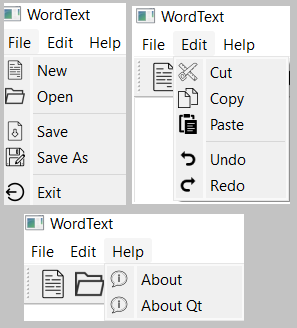 WordText
File Edit Help
New
Open
Save
Save As
Exit
WordText
File Edit Help
Cut
Copy
Paste
Undo
Redo
WordText
File Edit Help
About
About Qt